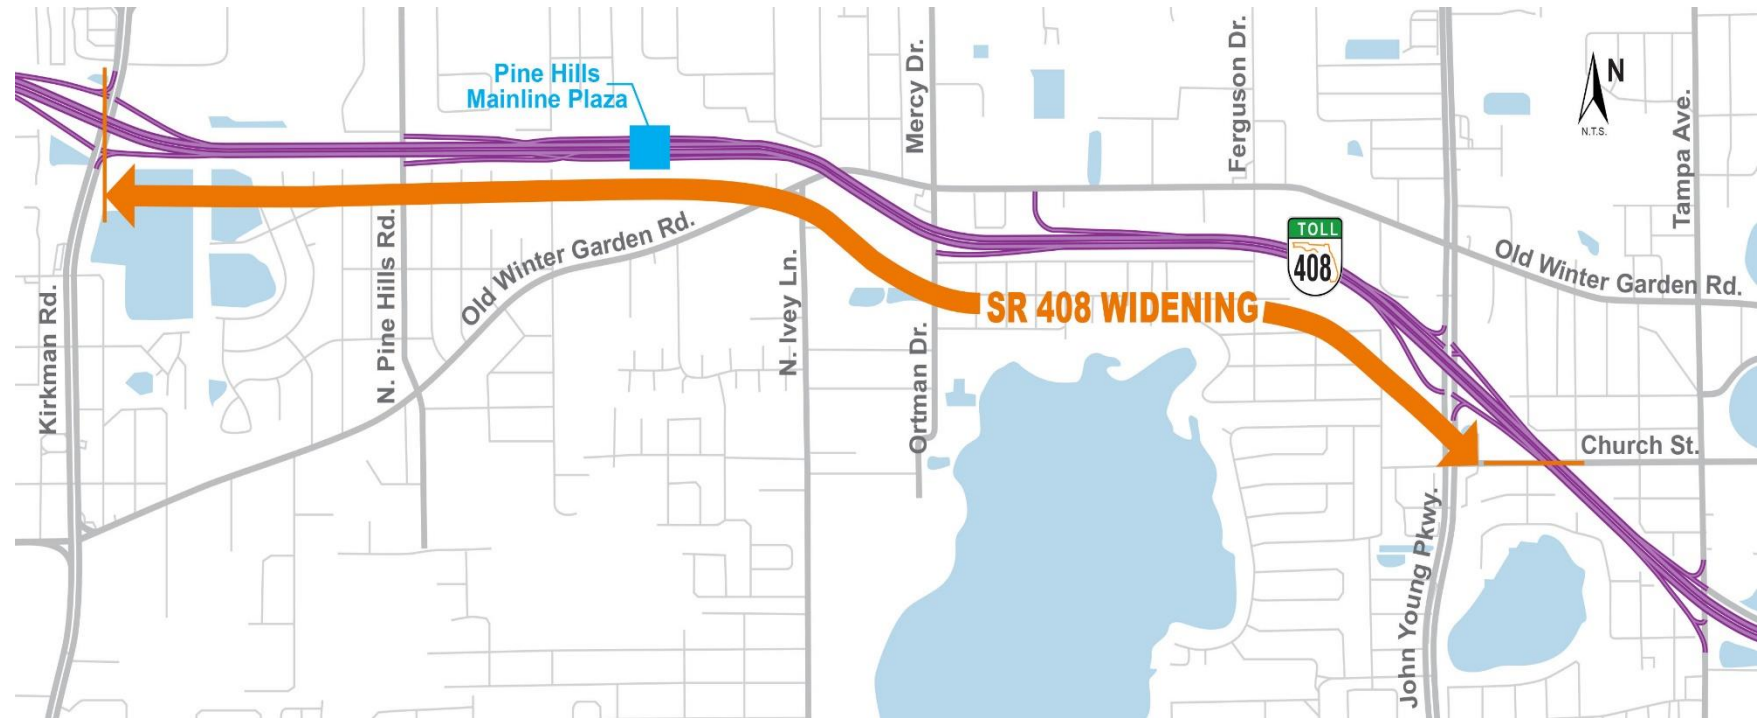 Pine Hills
Mainline Plaza
Mercy Dr.
Ferguson Dr.
N
N.T.S.
Tampa Ave.
TOLL
408
Kirkman Rd.
N. Pine Hills Rd.
Old Winter Garden Rd.
N. Ivey Ln.
Ortman Dr.
SR 408 WIDENING
Old Winter Garden Rd.
Church St.
John Young Pkwy.